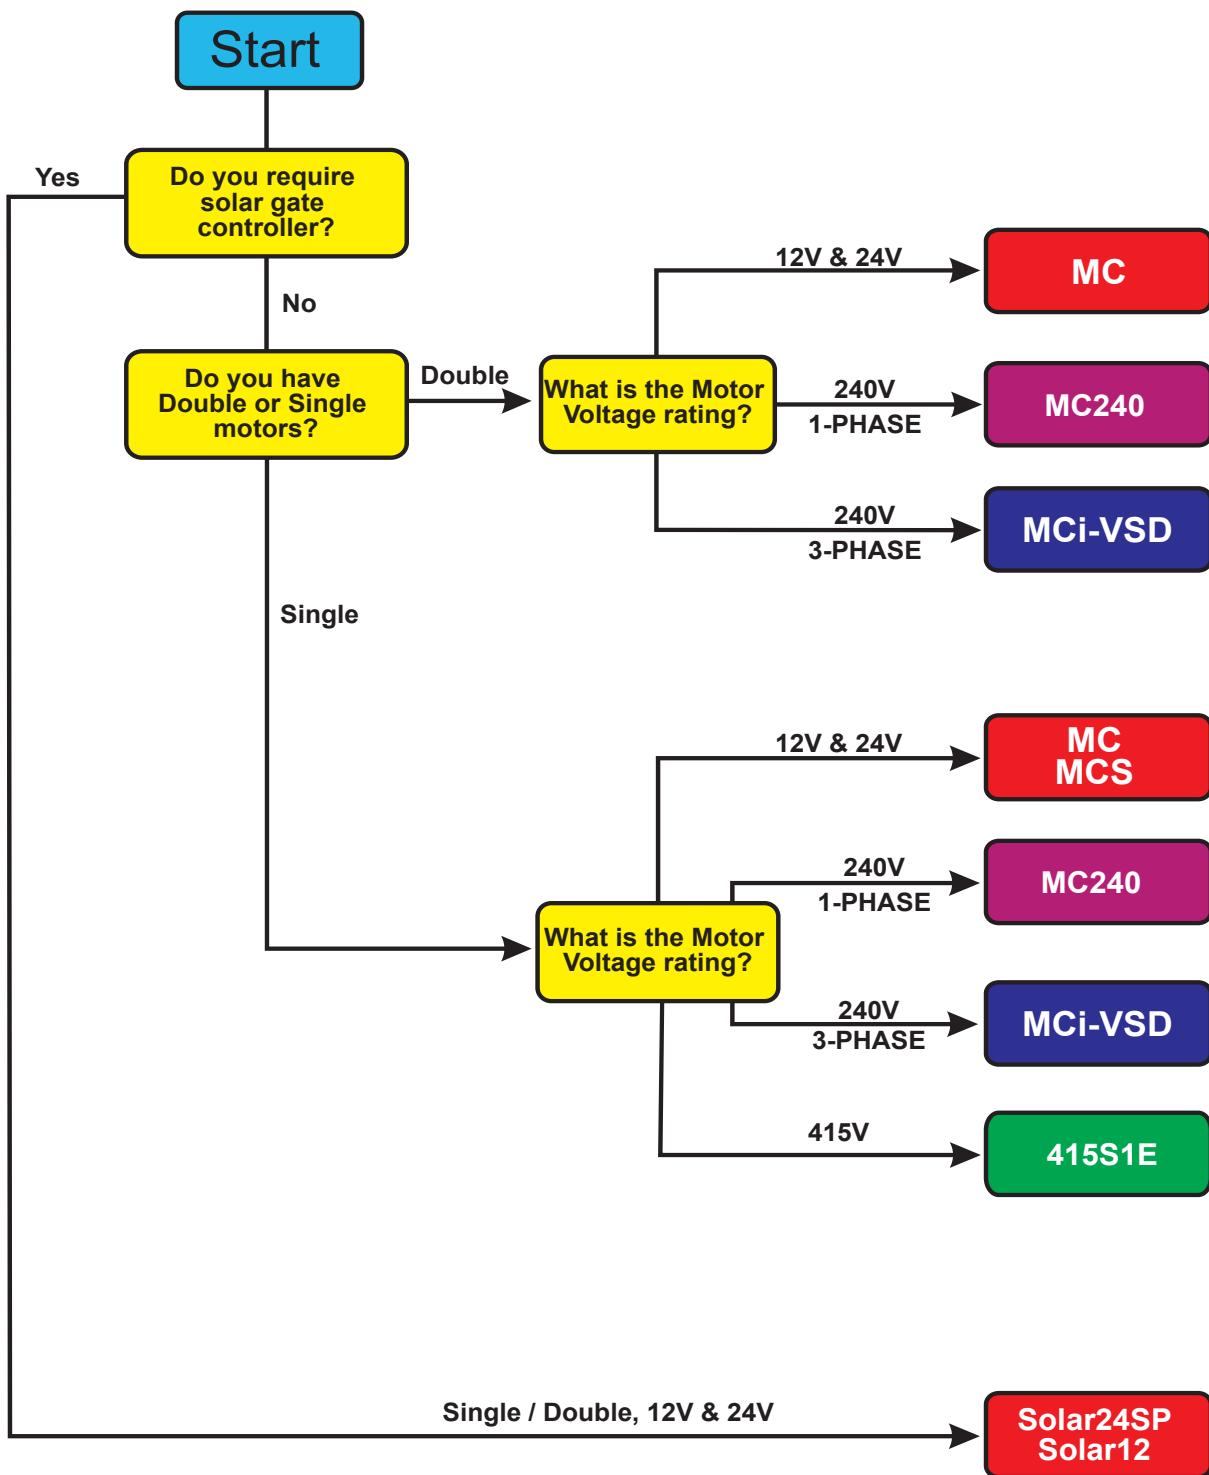 Start
Yes
Do you require
solar gate
controller?
No
Do you have
Double or Single
motors?
Double
What is the Motor
Voltage rating?
12V & 24V
MC
240V
1-PHASE
MC240
240V
3-PHASE
MCi-VSD
Single
What is the Motor
Voltage rating?
12V & 24V
MC
MCS
240V
1-PHASE
MC240
240V
3-PHASE
MCi-VSD
415V
415S1E
Single / Double, 12V & 24V
Solar24SP
Solar12